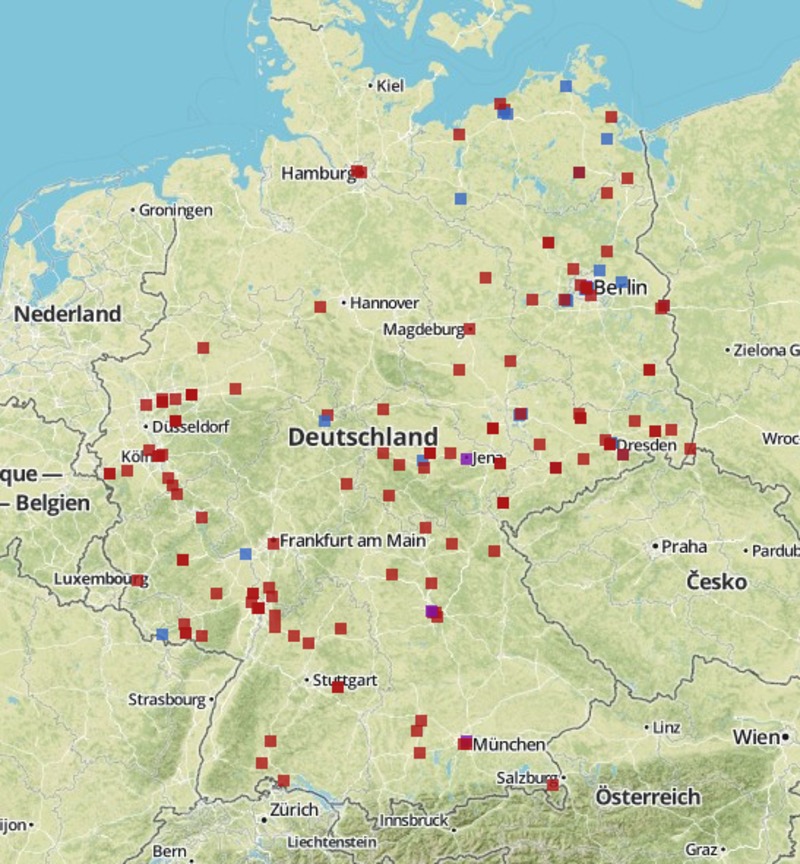 Kiel
Hamburg
Groningen
Nederland
Hannover
Berlin
Magdeburg
Zielona G
Düsseldorf
Deutschland
Köln
Jena
Dresden
Wroc
que —
– Belgien
Frankfurt am Main
Praha
Pardub
Luxembourg
Česko
Stuttgart
Strasbourg
Linz
Wien
München
Salzburg
Österreich
Zürich
ijon
Innsbruck
Liechtenstein
Bern
Graz